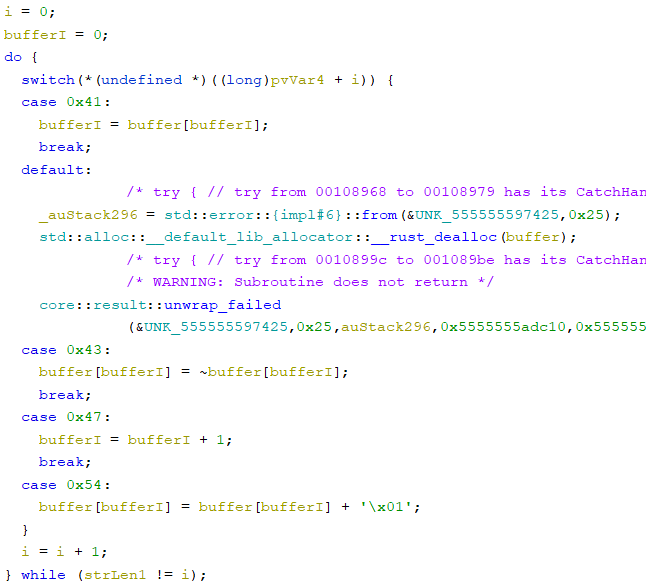 i = 0;
bufferI = 0;
do {
  switch(*(undefined *)((long)pvVar4 + i)) {
  case 0x41:
    bufferI = buffer[bufferI];
    break;
  default:
              /* try { // try from 00108968 to 00108979 has its CatchHan
    _auStack296 = std::error::{impl#6}::from(&UNK_555555597425,0x25);
    std::alloc::__default_lib_allocator::__rust_dealloc(buffer);
              /* try { // try from 0010899c to 001089be has its CatchHan
              /* WARNING: Subroutine does not return */
    core::result::unwrap_failed
              (&UNK_555555597425,0x25,auStack296,0x5555555adc10,0x555555
  case 0x43:
    buffer[bufferI] = ~buffer[bufferI];
    break;
  case 0x47:
    bufferI = bufferI + 1;
    break;
  case 0x54:
    buffer[bufferI] = buffer[bufferI] + '\x01';
  }
  i = i + 1;
} while (strLen1 != i);